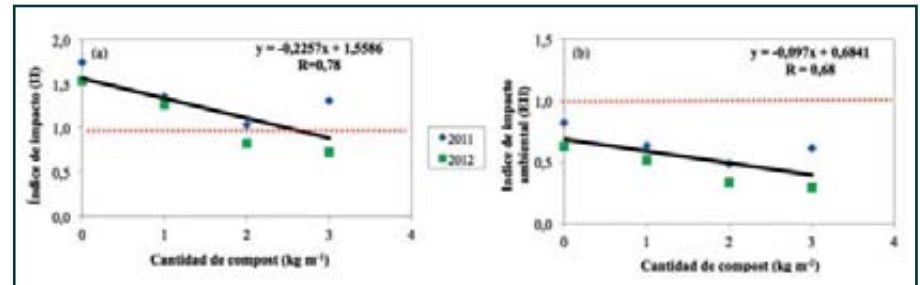 (a)
y = -0,2257x + 1,5586
R=0,78
Índice de impacto (II)
2,0
1,5
1,0
0,5
0,0
0 1 2 3 4
Cantidad de compost (kg m⁻²)
2011
2012
(b)
y = -0,097x + 0,6841
R = 0,68
Indice de impacto
ambiental (EII)
1,5
1,0
0,5
0,0
0 1 2 3 4
Cantidad de compost (kg m⁻²)